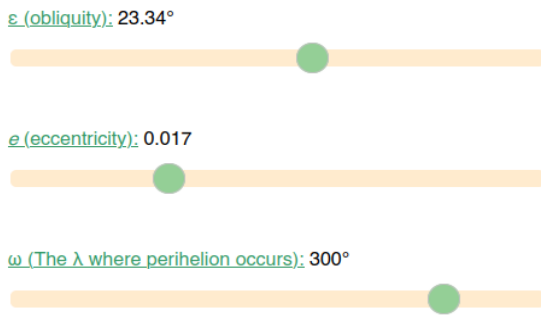 ε (obliquity): 23.34°
e (eccentricity): 0.017
ω (The λ where perihelion occurs): 300°